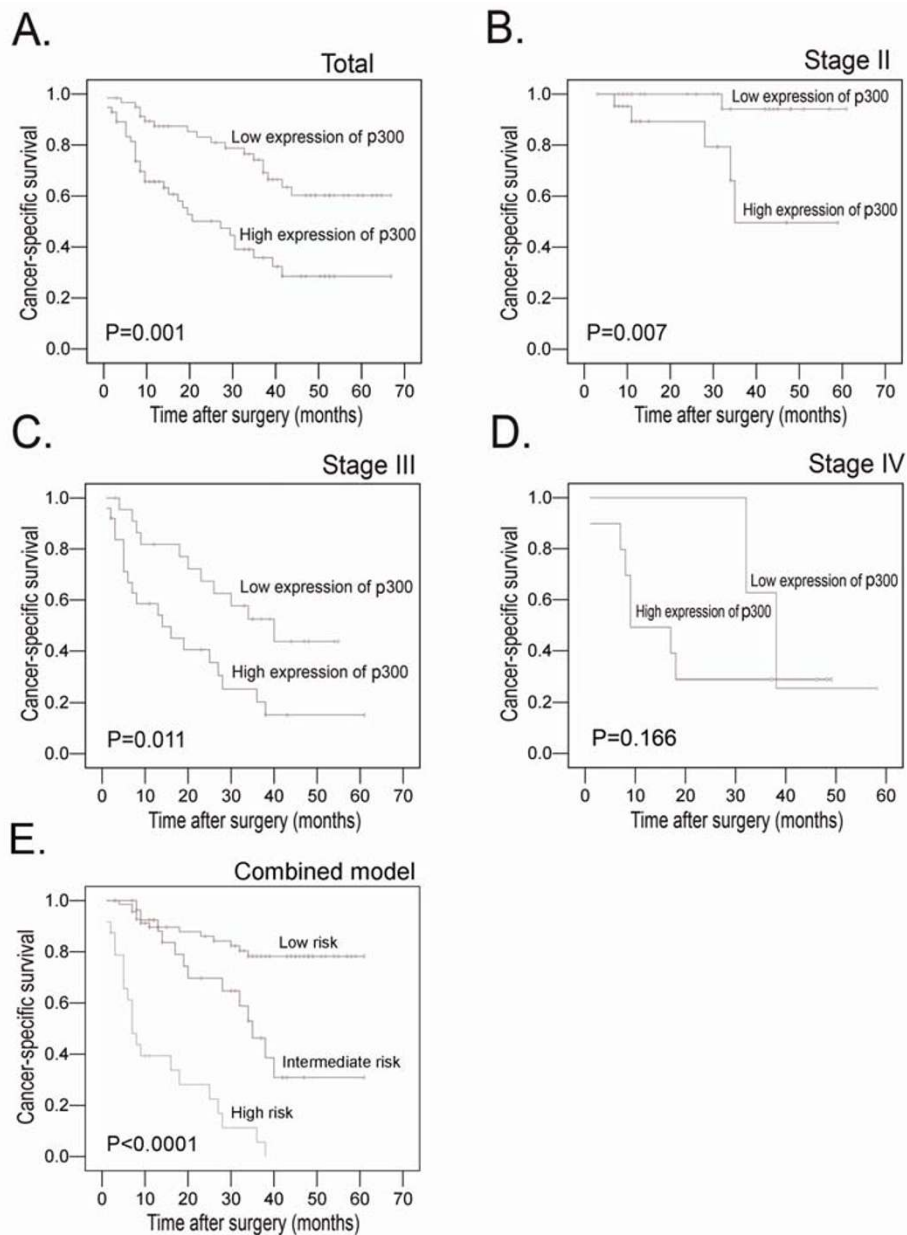 A.
Total
Cancer-specific survival
1.0
0.8
0.6
0.4
0.2
0.0
Low expression of p300
High expression of p300
P=0.001
0 10 20 30 40 50 60 70
Time after surgery (months)
B.
Stage II
Cancer-specific survival
1.0
0.8
0.6
0.4
0.2
0.0
Low expression of p300
High expression of p300
P=0.007
0 10 20 30 40 50 60 70
Time after surgery (months)
C.
Stage III
Cancer-specific survival
1.0
0.8
0.6
0.4
0.2
0.0
Low expression of p300
High expression of p300
P=0.011
0 10 20 30 40 50 60 70
Time after surgery (months)
D.
Stage IV
Cancer-specific survival
1.0
0.8
0.6
0.4
0.2
0.0
Low expression of p300
High expression of p300
P=0.166
0 20 40 60
Time after surgery (months)
E.
Combined model
Cancer-specific survival
1.0
0.8
0.6
0.4
0.2
0.0
Low risk
Intermediate risk
High risk
P<0.0001
0 10 20 30 40 50 60 70
Time after surgery (months)